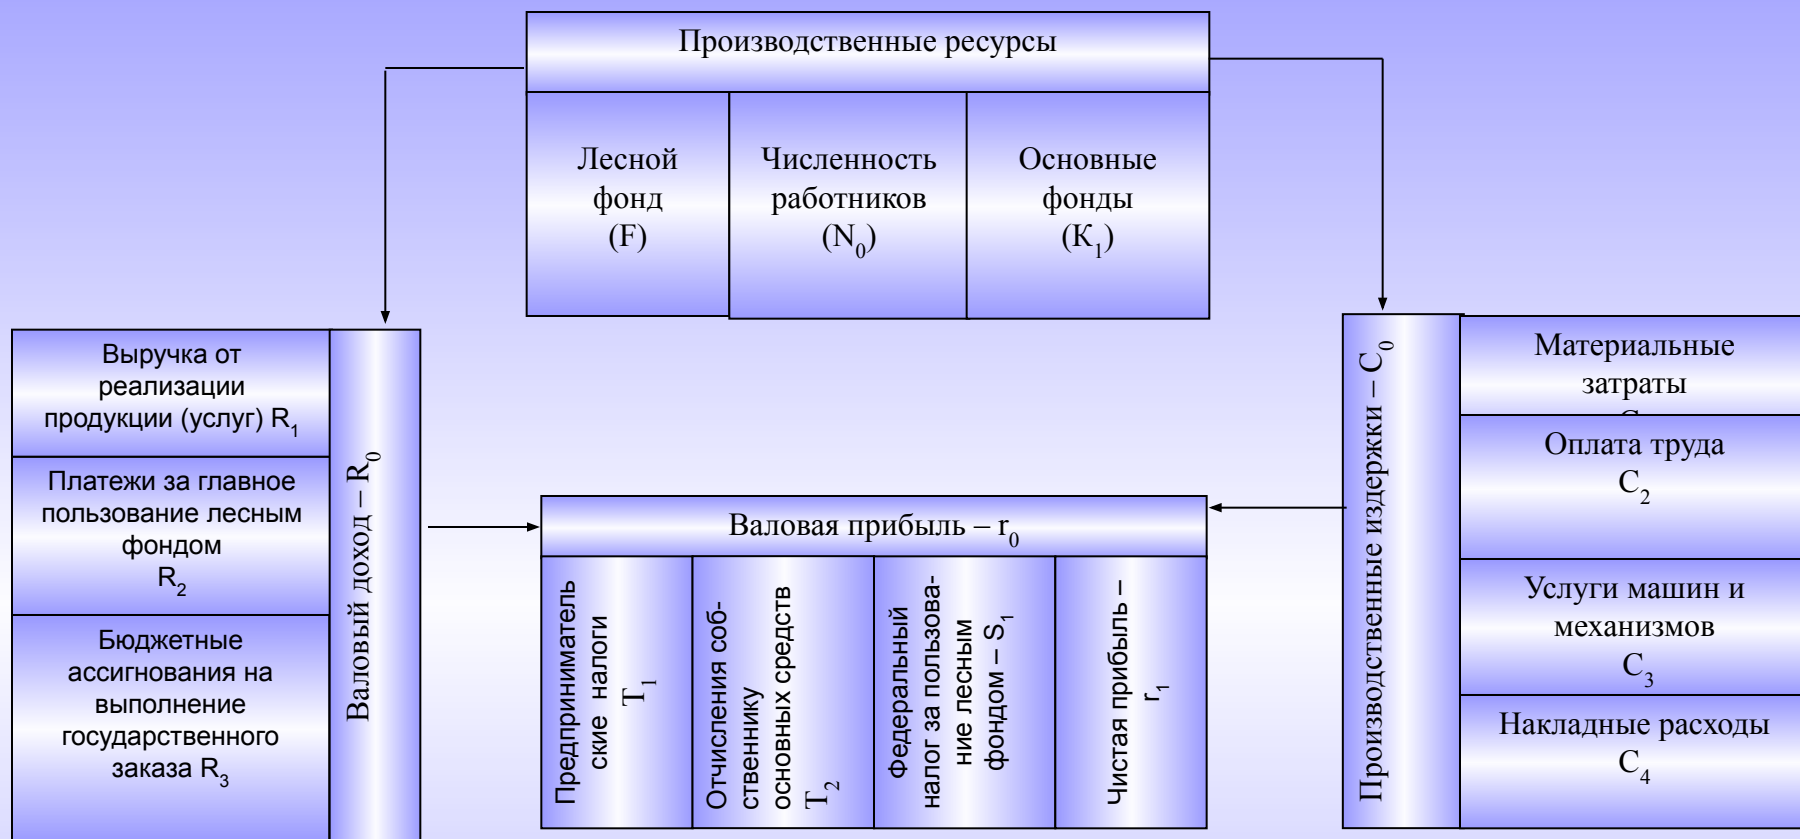 Производственные ресурсы
Лесной
фонд
(F)
Численность
работников
(N₀)
Основные
фонды
(К₁)
Выручка от
реализации
продукции (услуг) R₁
Платежи за главное
пользование лесным
фондом
R₂
Бюджетные
ассигнования на
выполнение
государственного
заказа R₃
Валовый доход – R₀
Валовая прибыль – r₀
Предприниматель
ские налоги
T₁
Отчисления соб-
ственнику
основных средств
T₂
Федеральный
налог за пользова-
ние лесным
фондом – S₁
Чистая прибыль –
r₁
Производственные издержки – C₀
Материальные
затраты
Оплата труда
C₂
Услуги машин и
механизмов
C₃
Накладные расходы
C₄